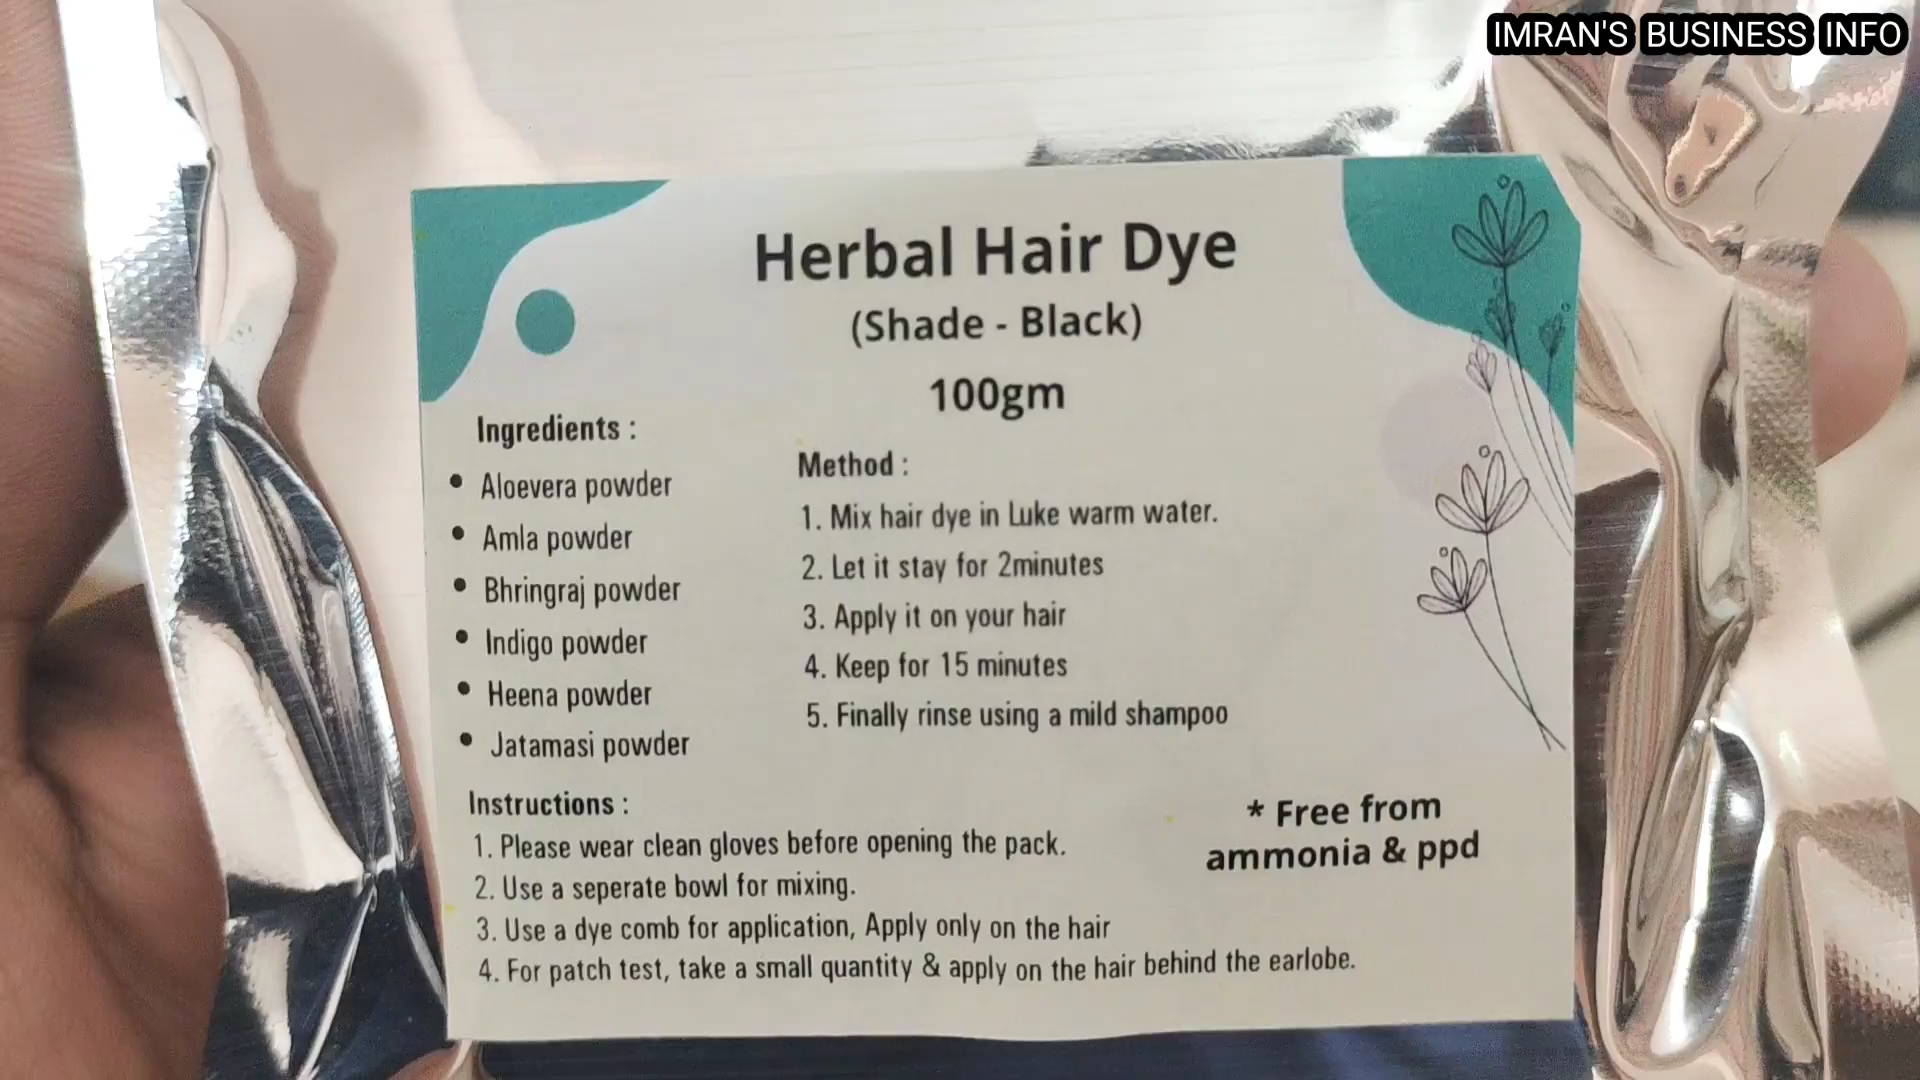 IMRAN'S BUSINESS INFO
Herbal Hair Dye
(Shade - Black)
100gm
Ingredients :
• Aloevera powder
• Amla powder
• Bhringraj powder
• Indigo powder
• Heena powder
• Jatamasi powder
Method :
1. Mix hair dye in Luke warm water.
2. Let it stay for 2minutes
3. Apply it on your hair
4. Keep for 15 minutes
5. Finally rinse using a mild shampoo
Instructions :
1. Please wear clean gloves before opening the pack.
2. Use a seperate bowl for mixing.
3. Use a dye comb for application, Apply only on the hair
4. For patch test, take a small quantity & apply on the hair behind the earlobe.
* Free from
ammonia & ppd